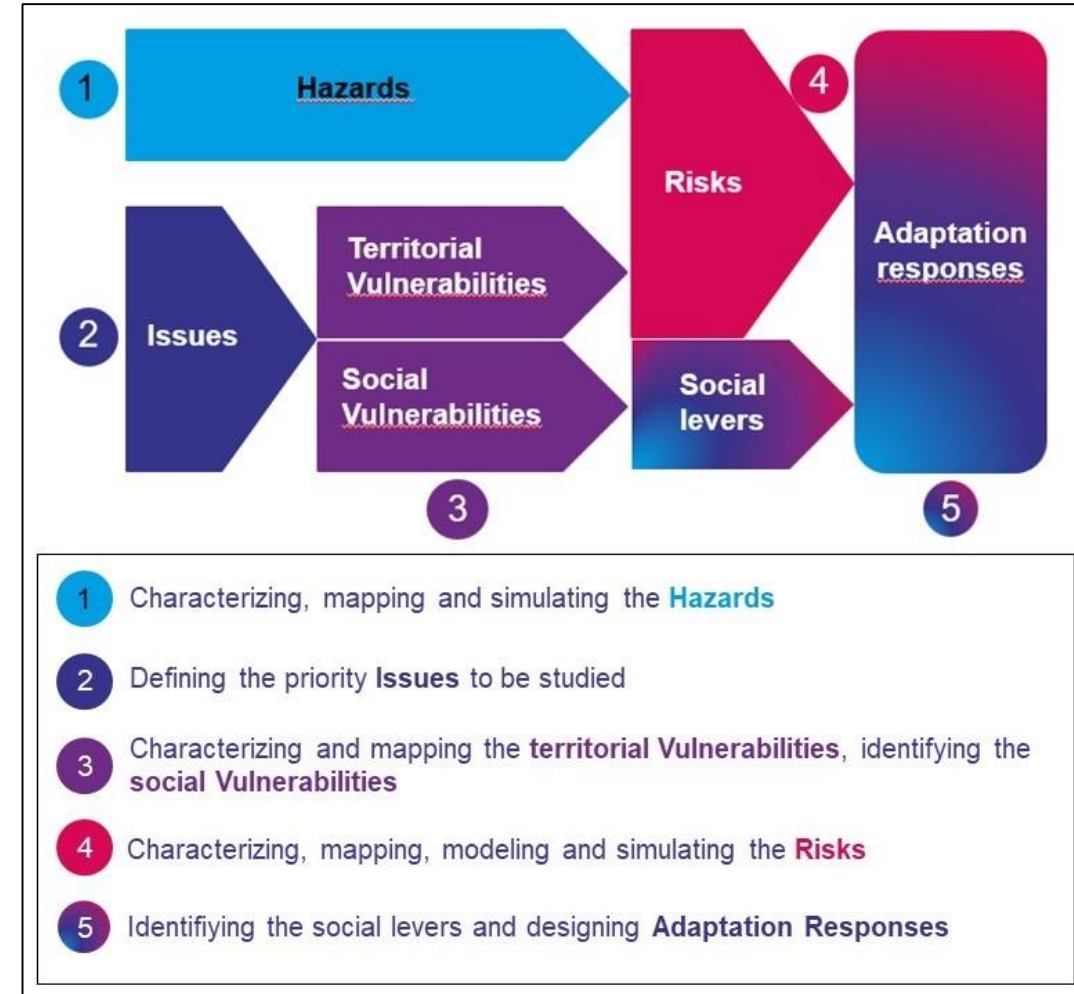 1
Hazards
4
Risks
Adaptation
responses
2
Issues
Territorial
Vulnerabilities
Social
Vulnerabilities
Social
levers
3
5
1 Characterizing, mapping and simulating the Hazards
2 Defining the priority Issues to be studied
3 Characterizing and mapping the territorial Vulnerabilities, identifying the
social Vulnerabilities
4 Characterizing, mapping, modeling and simulating the Risks
5 Identifiying the social levers and designing Adaptation Responses